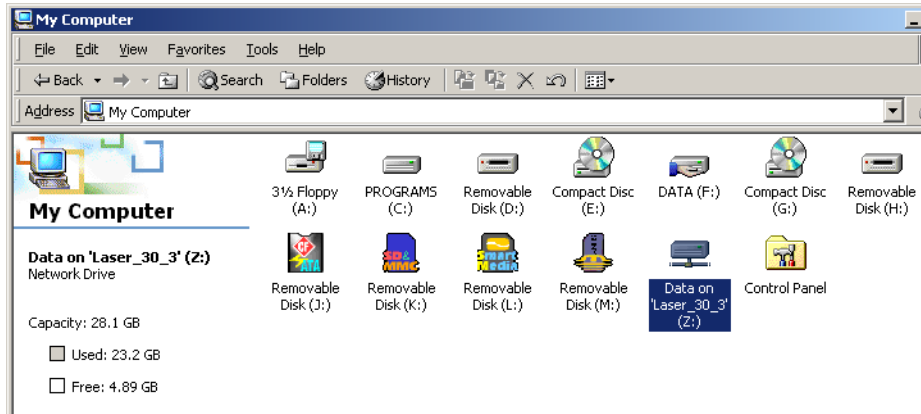 My Computer
File Edit View Favorites Tools Help
Back Search Folders History
Address My Computer
3½ Floppy (A:)
PROGRAMS (C:)
Removable Disk (D:)
Compact Disc (E:)
DATA (F:)
Compact Disc (G:)
Removable Disk (H:)
My Computer
Data on 'Laser_30_3' (Z:)
Network Drive
Capacity: 28.1 GB
Used: 23.2 GB
Free: 4.89 GB
CF ATA
SD& MMC
Smart Media
Removable Disk (J:)
Removable Disk (K:)
Removable Disk (L:)
Removable Disk (M:)
Data on 'Laser_30_3' (Z:)
Control Panel